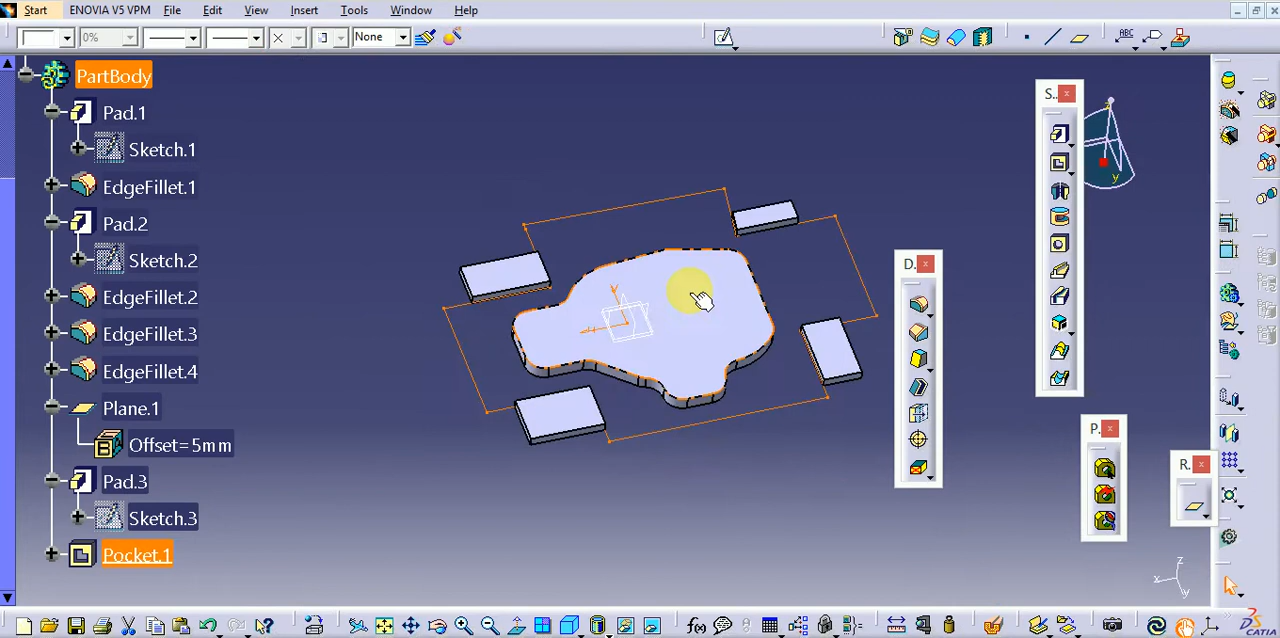 Start ENOVIA V5 VPM File Edit View Insert Tools Window Help
0% None ABC
PartBody
Pad.1
Sketch.1
EdgeFillet.1
Pad.2
Sketch.2
EdgeFillet.2
EdgeFillet.3
EdgeFillet.4
Plane.1
Offset=5mm
Pad.3
Sketch.3
Pocket.1
S..
y
D.
P.
R.
Y
H
z
x
y
f(x)
CATIA